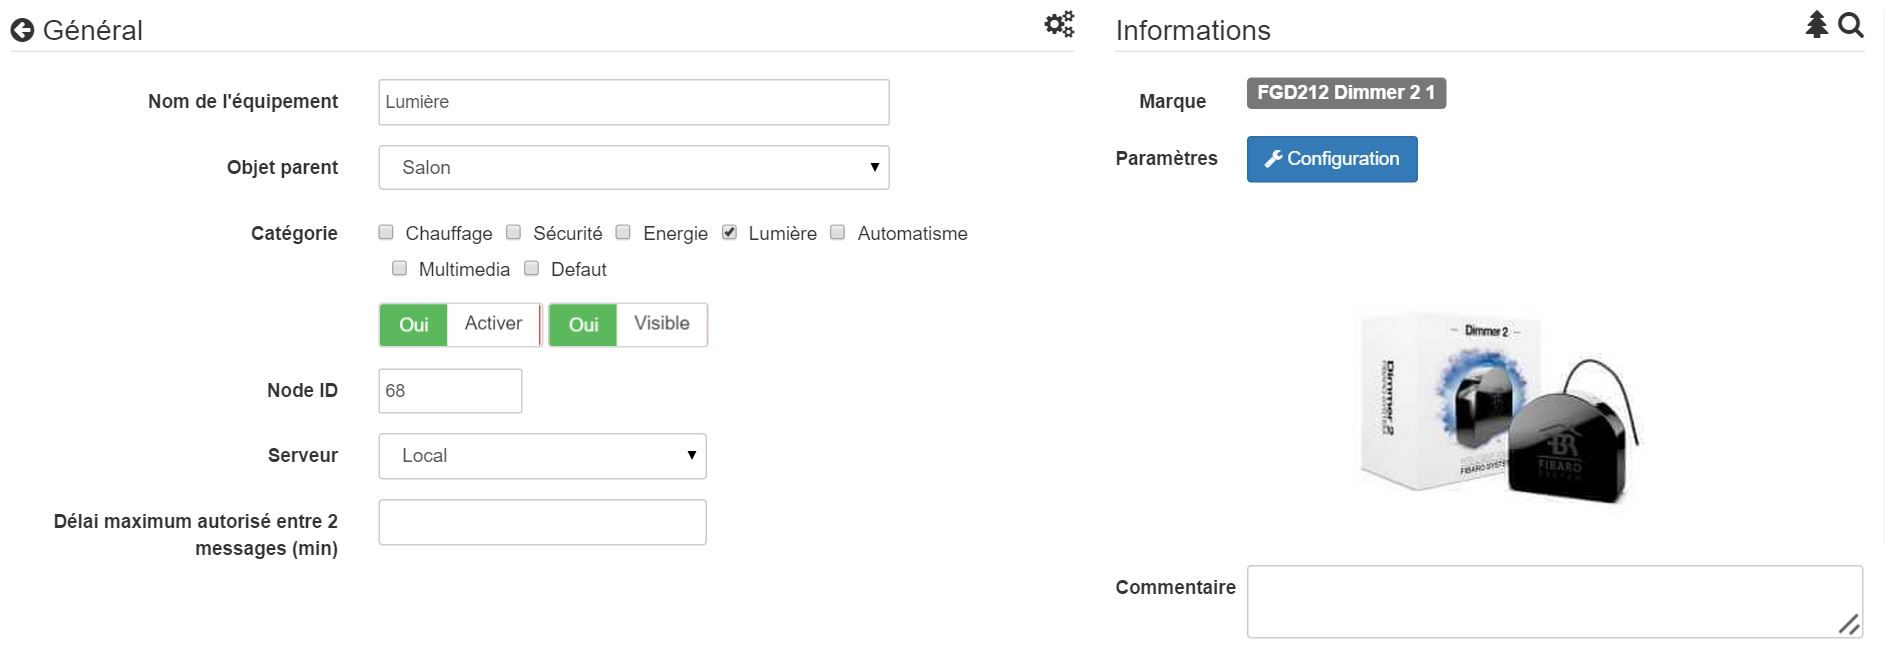 Général
Nom de l'équipement
Lumière
Objet parent
Salon
Catégorie
Chauffage Sécurité Energie Lumière Automatisme
Multimedia Defaut
Oui Activer Oui Visible
Node ID
68
Serveur
Local
Délai maximum autorisé entre 2
messages (min)
Informations
Marque
FGD212 Dimmer 2 1
Paramètres
Configuration
Dimmer 2
Dimmer 2
FIBARO SYSTEM
FIBARO
SYSTEM
Commentaire